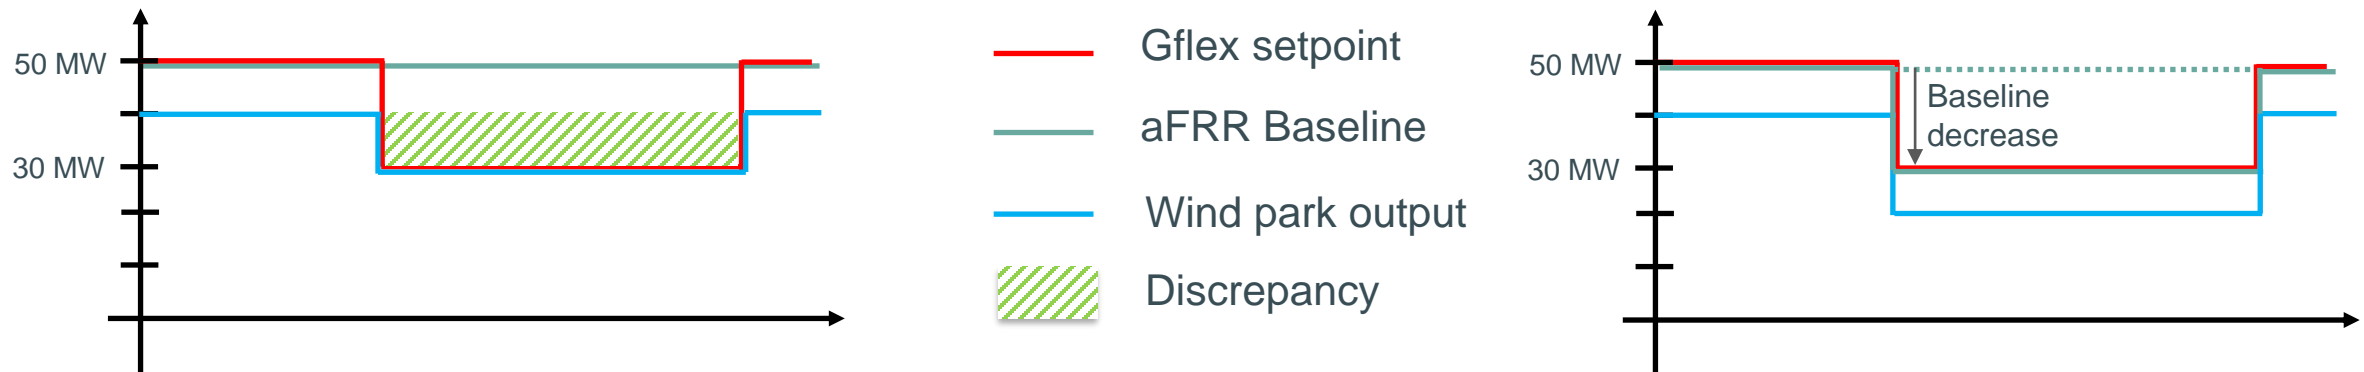 50 MW
30 MW
Gflex setpoint
aFRR Baseline
Wind park output
Discrepancy
50 MW
Baseline
decrease
30 MW